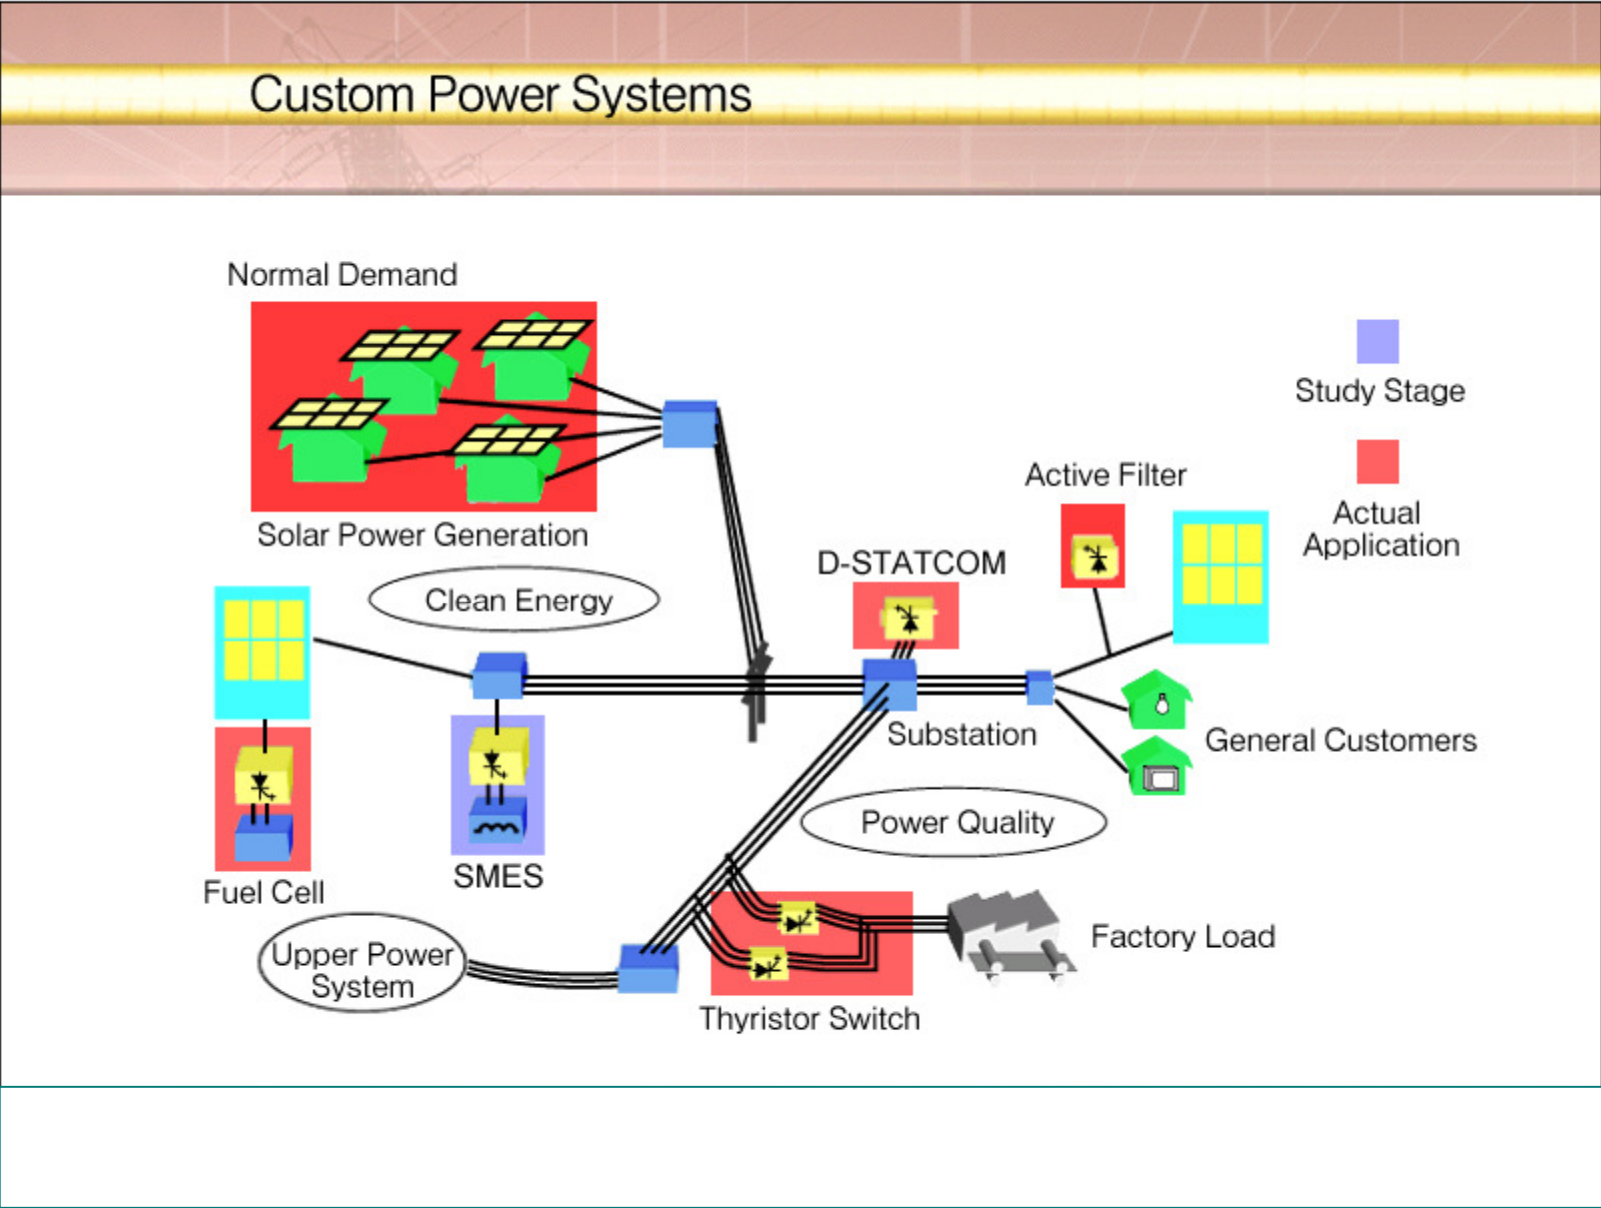 Custom Power Systems
Normal Demand
Solar Power Generation
Clean Energy
Study Stage
Actual
Application
Active Filter
D-STATCOM
Substation
General Customers
Power Quality
Fuel Cell
SMES
Upper Power
System
Thyristor Switch
Factory Load